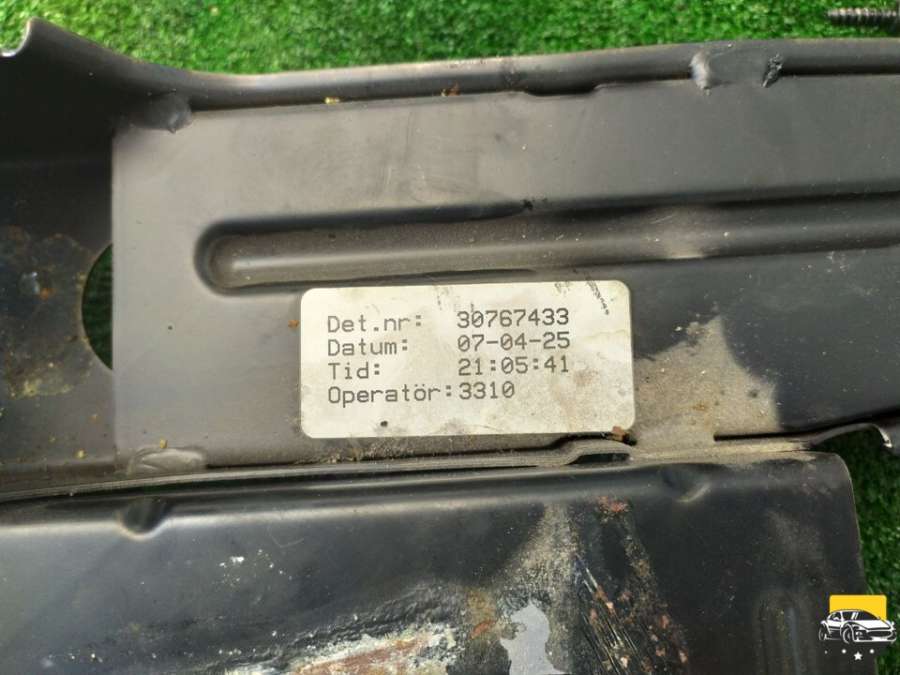 Det.nr: 30767433
Datum: 07-04-25
Tid: 21:05:41
Operatör:3310